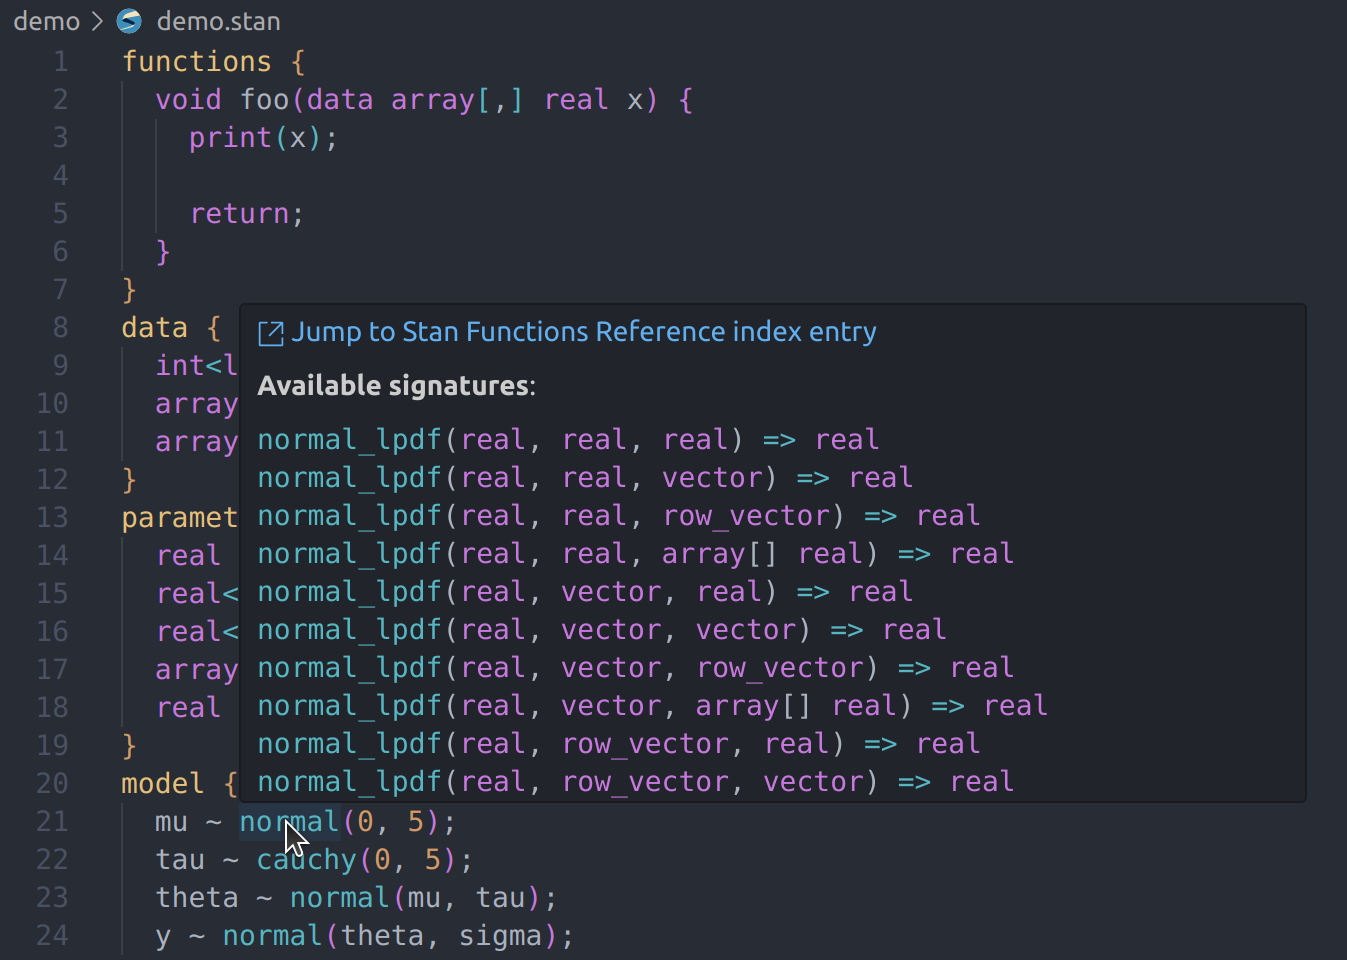 demo > demo.stan
1 functions {
2 void foo(data array[,] real x) {
3 print(x);
4
5 return;
6 }
7 }
8 data {
9 int<l
10 array
11 array
12 }
13 paramet
14 real
15 real<
16 real<
17 array
18 real
19 }
20 model {
Jump to Stan Functions Reference index entry
Available signatures:
normal_lpdf(real, real, real) => real
normal_lpdf(real, real, vector) => real
normal_lpdf(real, real, row_vector) => real
normal_lpdf(real, real, array[] real) => real
normal_lpdf(real, vector, real) => real
normal_lpdf(real, vector, vector) => real
normal_lpdf(real, vector, row_vector) => real
normal_lpdf(real, vector, array[] real) => real
normal_lpdf(real, row_vector, real) => real
normal_lpdf(real, row_vector, vector) => real
21 mu ~ normal(0, 5);
22 tau ~ cauchy(0, 5);
23 theta ~ normal(mu, tau);
24 y ~ normal(theta, sigma);